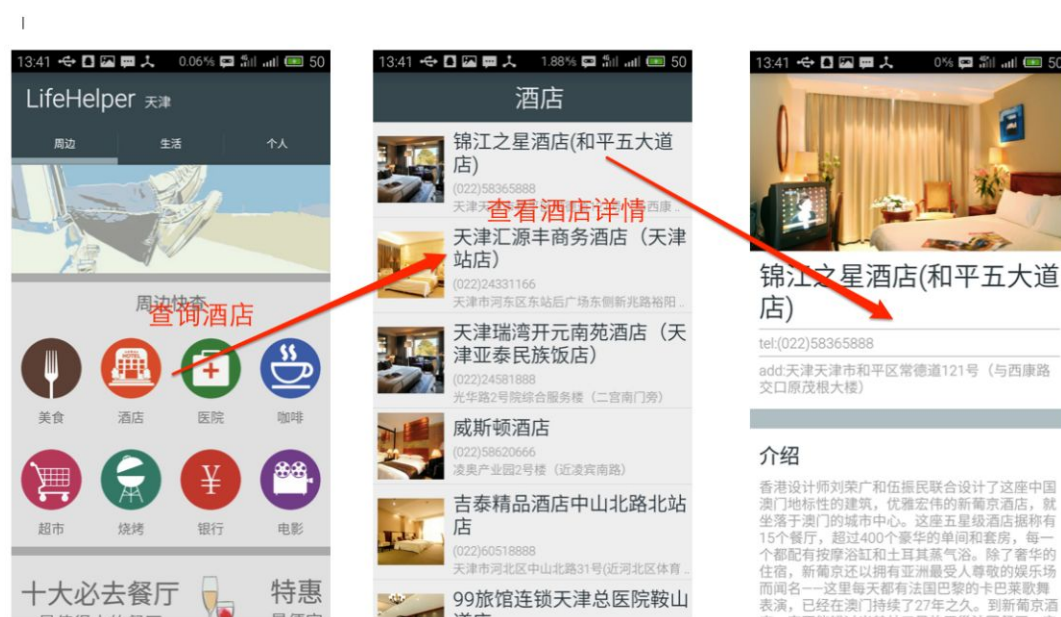 13:41 0.06% 50
LifeHelper 天津
周边 生活 个人
周边快查
查询酒店
美食 酒店 医院 咖啡
超市 烧烤 银行 电影
十大必去餐厅 特惠
13:41 1.88% 50
酒店
锦江之星酒店(和平五大道
店)
(022)58365888
查看酒店详情
西康..
天津汇源丰商务酒店（天津
站店）
(022)24331166
天津市河东区东站后广场东侧新兆路裕阳..
天津瑞湾开元南苑酒店（天
津亚泰民族饭店）
(022)24581888
光华路2号院综合服务楼（二宫南门旁）
威斯顿酒店
(022)58620666
凌奥产业园2号楼（近凌宾南路）
吉泰精品酒店中山北路北站
店
(022)60518888
天津市河北区中山北路31号(近河北区体育..
99旅馆连锁天津总医院鞍山
13:41 0% 50
锦江之星酒店(和平五大道
店)
tel:(022)58365888
add:天津天津市和平区常德道121号（与西康路
交口原茂根大楼）
介绍
香港设计师刘荣广和伍振民联合设计了这座中国
澳门地标性的建筑，优雅宏伟的新葡京酒店，就
坐落于澳门的城市中心。这座五星级酒店据称有
15个餐厅，超过400个豪华的单间和套房，每一
个都配有按摩浴缸和土耳其蒸气浴。除了奢华的
住宿，新葡京还以拥有亚洲最受人尊敬的娱乐场
而闻名——这里每天都有法国巴黎的卡巴莱歌舞
表演，已经在澳门持续了27年之久。到新葡京酒